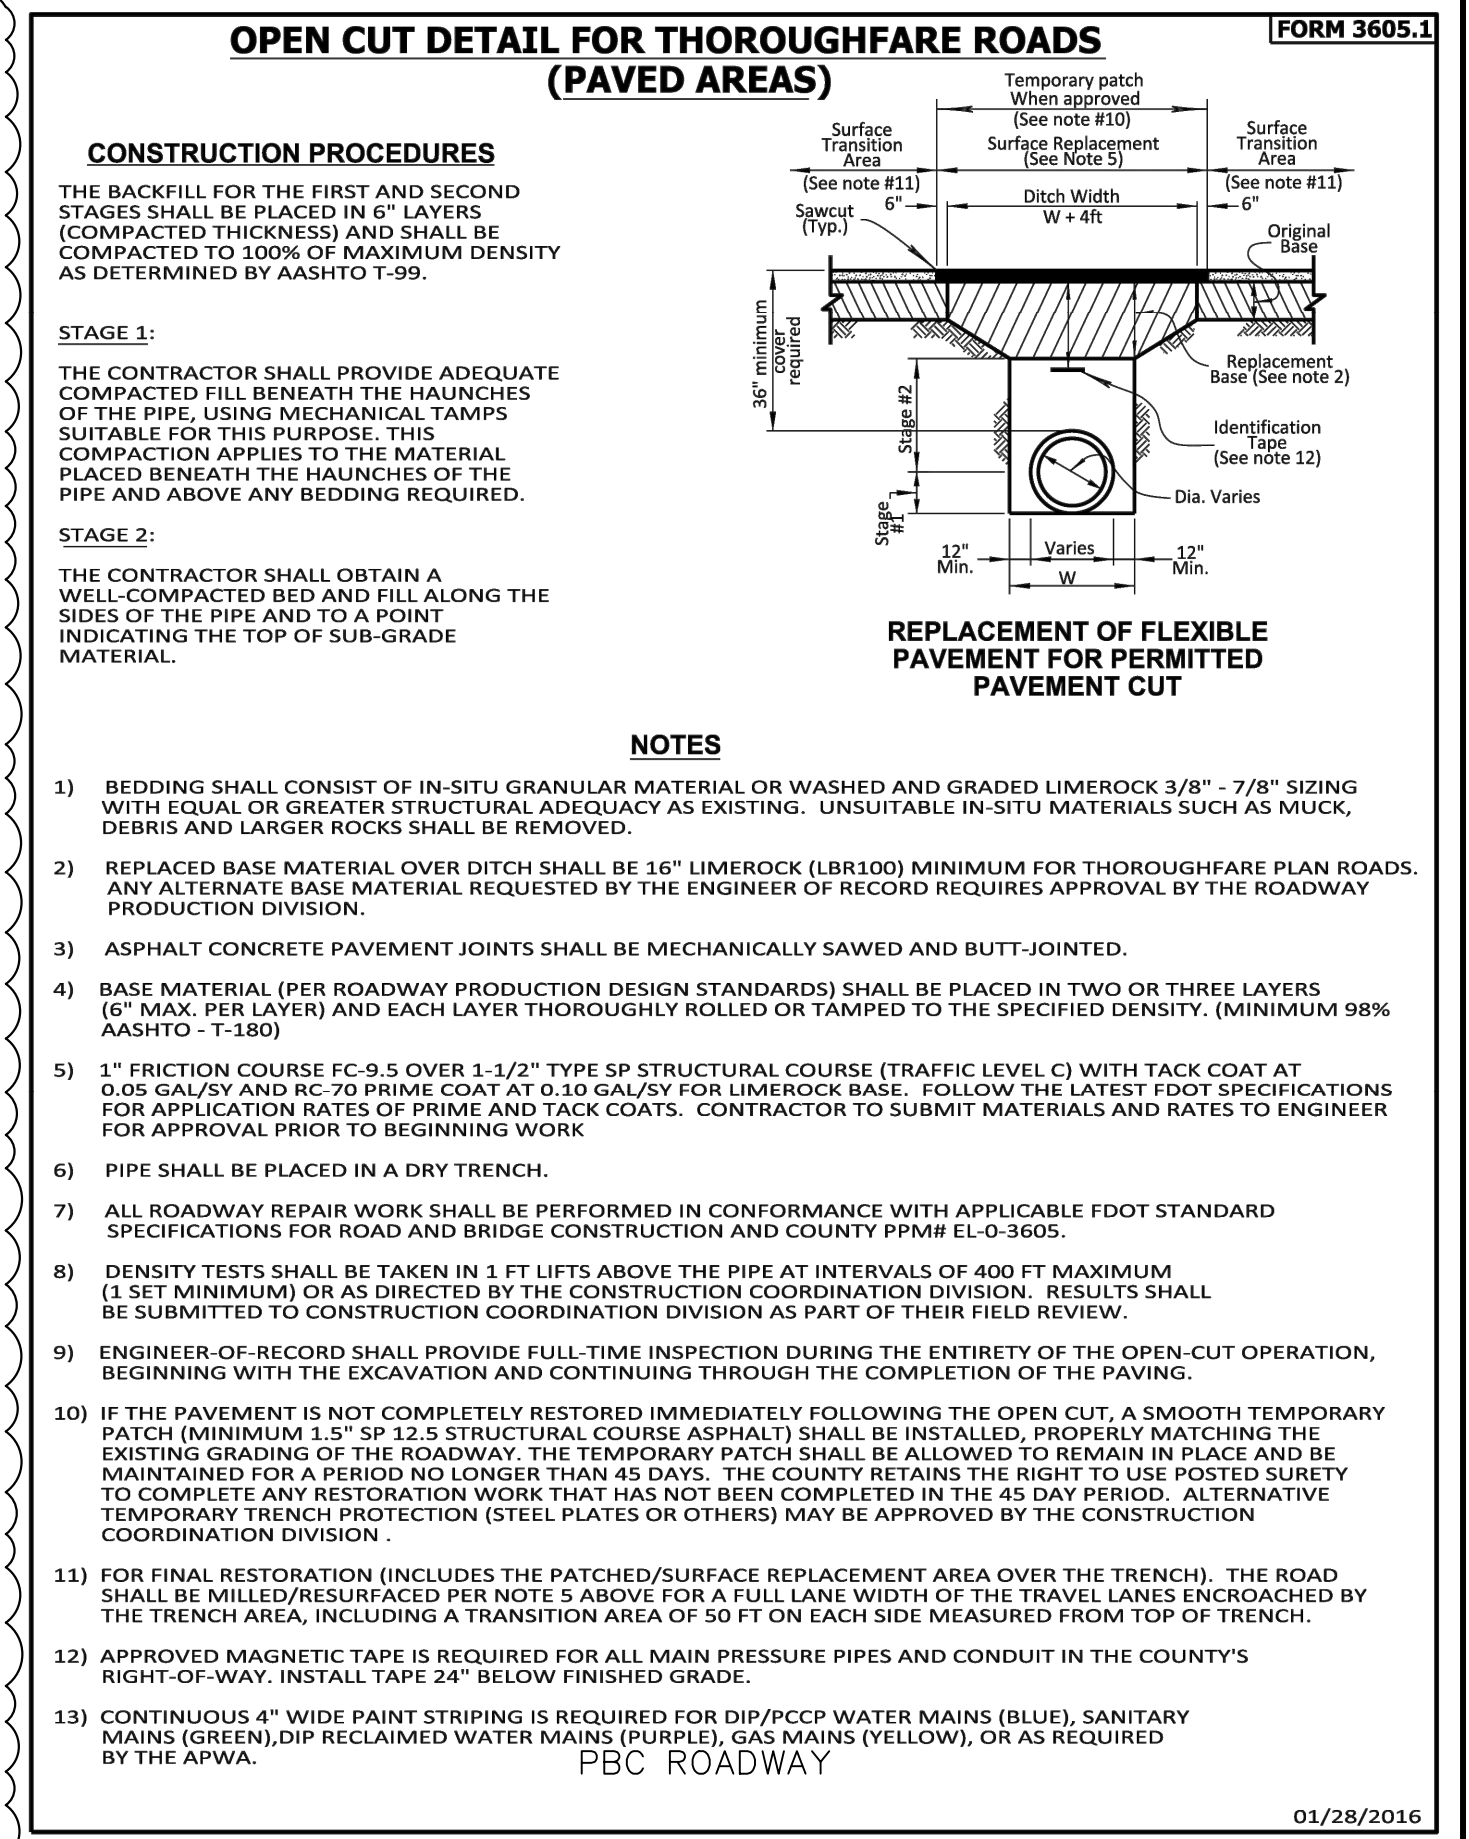 OPEN CUT DETAIL FOR THOROUGHFARE ROADS
(PAVED AREAS)
FORM 3605.1
CONSTRUCTION PROCEDURES
THE BACKFILL FOR THE FIRST AND SECOND
STAGES SHALL BE PLACED IN 6" LAYERS
(COMPACTED THICKNESS) AND SHALL BE
COMPACTED TO 100% OF MAXIMUM DENSITY
AS DETERMINED BY AASHTO T-99.
STAGE 1:
THE CONTRACTOR SHALL PROVIDE ADEQUATE
COMPACTED FILL BENEATH THE HAUNCHES
OF THE PIPE, USING MECHANICAL TAMPS
SUITABLE FOR THIS PURPOSE. THIS
COMPACTION APPLIES TO THE MATERIAL
PLACED BENEATH THE HAUNCHES OF THE
PIPE AND ABOVE ANY BEDDING REQUIRED.
STAGE 2:
THE CONTRACTOR SHALL OBTAIN A
WELL-COMPACTED BED AND FILL ALONG THE
SIDES OF THE PIPE AND TO A POINT
INDICATING THE TOP OF SUB-GRADE
MATERIAL.
Temporary patch
When approved
(See note #10)
Surface
Transition
Area
(See note #11)
Surface Replacement
(See Note 5)
Surface
Transition
Area
(See note #11)
6"
Ditch Width
W + 4ft
6"
Sawcut
(Typ.)
Original
Base
36" minimum
cover
required
Replacement
Base (See note 2)
Stage #2
Identification
Tape
(See note 12)
Dia. Varies
Stage
#1
12"
Min.
Varies
12"
Min.
W
REPLACEMENT OF FLEXIBLE
PAVEMENT FOR PERMITTED
PAVEMENT CUT
NOTES
1) BEDDING SHALL CONSIST OF IN-SITU GRANULAR MATERIAL OR WASHED AND GRADED LIMEROCK 3/8" - 7/8" SIZING
WITH EQUAL OR GREATER STRUCTURAL ADEQUACY AS EXISTING. UNSUITABLE IN-SITU MATERIALS SUCH AS MUCK,
DEBRIS AND LARGER ROCKS SHALL BE REMOVED.
2) REPLACED BASE MATERIAL OVER DITCH SHALL BE 16" LIMEROCK (LBR100) MINIMUM FOR THOROUGHFARE PLAN ROADS.
ANY ALTERNATE BASE MATERIAL REQUESTED BY THE ENGINEER OF RECORD REQUIRES APPROVAL BY THE ROADWAY
PRODUCTION DIVISION.
3) ASPHALT CONCRETE PAVEMENT JOINTS SHALL BE MECHANICALLY SAWED AND BUTT-JOINTED.
4) BASE MATERIAL (PER ROADWAY PRODUCTION DESIGN STANDARDS) SHALL BE PLACED IN TWO OR THREE LAYERS
(6" MAX. PER LAYER) AND EACH LAYER THOROUGHLY ROLLED OR TAMPED TO THE SPECIFIED DENSITY. (MINIMUM 98%
AASHTO - T-180)
5) 1" FRICTION COURSE FC-9.5 OVER 1-1/2" TYPE SP STRUCTURAL COURSE (TRAFFIC LEVEL C) WITH TACK COAT AT
0.05 GAL/SY AND RC-70 PRIME COAT AT 0.10 GAL/SY FOR LIMEROCK BASE. FOLLOW THE LATEST FDOT SPECIFICATIONS
FOR APPLICATION RATES OF PRIME AND TACK COATS. CONTRACTOR TO SUBMIT MATERIALS AND RATES TO ENGINEER
FOR APPROVAL PRIOR TO BEGINNING WORK
6) PIPE SHALL BE PLACED IN A DRY TRENCH.
7) ALL ROADWAY REPAIR WORK SHALL BE PERFORMED IN CONFORMANCE WITH APPLICABLE FDOT STANDARD
SPECIFICATIONS FOR ROAD AND BRIDGE CONSTRUCTION AND COUNTY PPM# EL-0-3605.
8) DENSITY TESTS SHALL BE TAKEN IN 1 FT LIFTS ABOVE THE PIPE AT INTERVALS OF 400 FT MAXIMUM
(1 SET MINIMUM) OR AS DIRECTED BY THE CONSTRUCTION COORDINATION DIVISION. RESULTS SHALL
BE SUBMITTED TO CONSTRUCTION COORDINATION DIVISION AS PART OF THEIR FIELD REVIEW.
9) ENGINEER-OF-RECORD SHALL PROVIDE FULL-TIME INSPECTION DURING THE ENTIRETY OF THE OPEN-CUT OPERATION,
BEGINNING WITH THE EXCAVATION AND CONTINUING THROUGH THE COMPLETION OF THE PAVING.
10) IF THE PAVEMENT IS NOT COMPLETELY RESTORED IMMEDIATELY FOLLOWING THE OPEN CUT, A SMOOTH TEMPORARY
PATCH (MINIMUM 1.5" SP 12.5 STRUCTURAL COURSE ASPHALT) SHALL BE INSTALLED, PROPERLY MATCHING THE
EXISTING GRADING OF THE ROADWAY. THE TEMPORARY PATCH SHALL BE ALLOWED TO REMAIN IN PLACE AND BE
MAINTAINED FOR A PERIOD NO LONGER THAN 45 DAYS. THE COUNTY RETAINS THE RIGHT TO USE POSTED SURETY
TO COMPLETE ANY RESTORATION WORK THAT HAS NOT BEEN COMPLETED IN THE 45 DAY PERIOD. ALTERNATIVE
TEMPORARY TRENCH PROTECTION (STEEL PLATES OR OTHERS) MAY BE APPROVED BY THE CONSTRUCTION
COORDINATION DIVISION .
11) FOR FINAL RESTORATION (INCLUDES THE PATCHED/SURFACE REPLACEMENT AREA OVER THE TRENCH). THE ROAD
SHALL BE MILLED/RESURFACED PER NOTE 5 ABOVE FOR A FULL LANE WIDTH OF THE TRAVEL LANES ENCROACHED BY
THE TRENCH AREA, INCLUDING A TRANSITION AREA OF 50 FT ON EACH SIDE MEASURED FROM TOP OF TRENCH.
12) APPROVED MAGNETIC TAPE IS REQUIRED FOR ALL MAIN PRESSURE PIPES AND CONDUIT IN THE COUNTY'S
RIGHT-OF-WAY. INSTALL TAPE 24" BELOW FINISHED GRADE.
13) CONTINUOUS 4" WIDE PAINT STRIPING IS REQUIRED FOR DIP/PCCP WATER MAINS (BLUE), SANITARY
MAINS (GREEN),DIP RECLAIMED WATER MAINS (PURPLE), GAS MAINS (YELLOW), OR AS REQUIRED
BY THE APWA.
PBC ROADWAY
01/28/2016